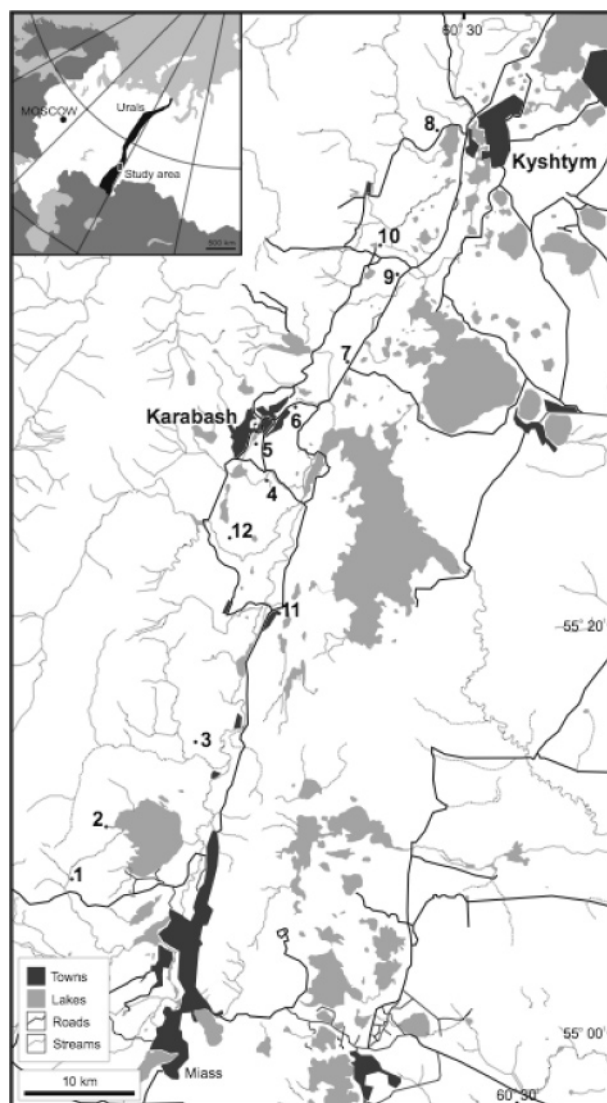 60° 30'
MOSCOW
Urals
Study area
500 km
8
Kyshtym
10
9
7
Karabash
6
5
4
12
11
55° 20'
3
2
1
Towns
Lakes
Roads
Streams
10 km
Miass
55° 00'
60° 30'